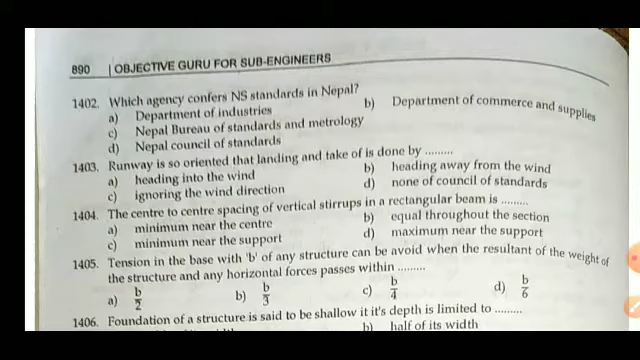 890 | OBJECTIVE GURU FOR SUB-ENGINEERS
1402. Which agency confers NS standards in Nepal?
a) Department of industries b) Department of commerce and supplies
c) Nepal Bureau of standards and metrology
d) Nepal council of standards
1403. Runway is so oriented that landing and take of is done by .........
a) heading into the wind b) heading away from the wind
c) ignoring the wind direction d) none of council of standards
1404. The centre to centre spacing of vertical stirrups in a rectangular beam is .........
a) minimum near the centre b) equal throughout the section
c) minimum near the support d) maximum near the support
1405. Tension in the base with 'b' of any structure can be avoid when the resultant of the weight of
the structure and any horizontal forces passes within .........
a) b/2 b) b/3 c) b/4 d) b/6
1406. Foundation of a structure is said to be shallow it it's depth is limited to .........
b) half of its width